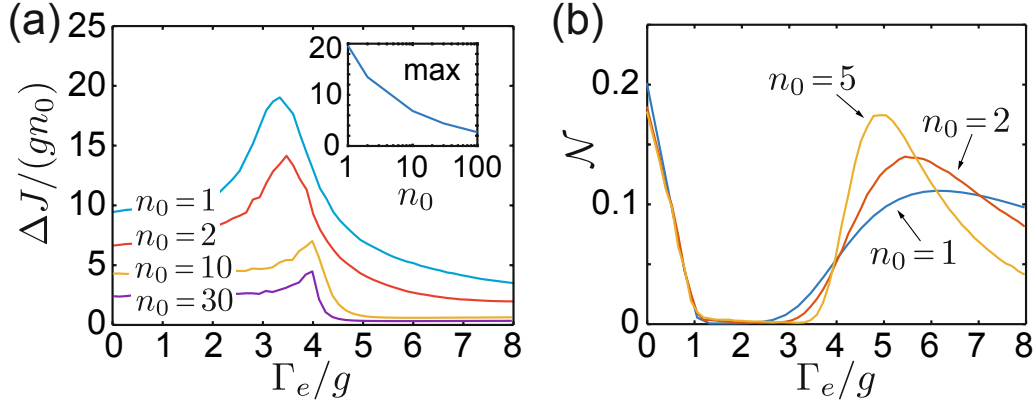 (a)
ΔJ/(gn₀)
25
20
15
10
5
0
n₀ = 1
n₀ = 2
n₀ = 10
n₀ = 30
0 1 2 3 4 5 6 7 8
Γₑ/g
20
10
0
max
1 10 100
n₀
(b)
𝒩
0.2
0.1
0
n₀ = 5
n₀ = 2
n₀ = 1
0 1 2 3 4 5 6 7 8
Γₑ/g